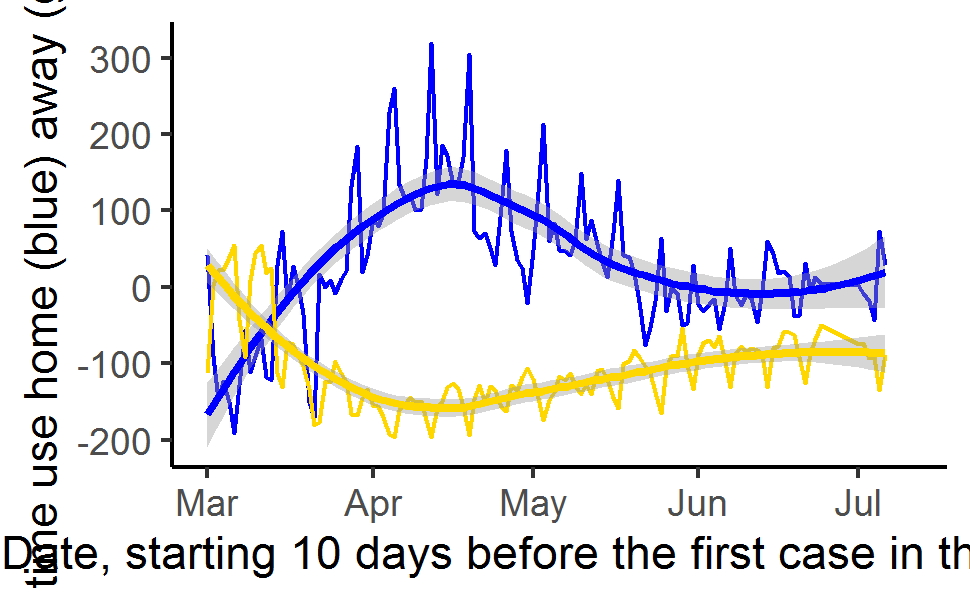 time use home (blue) away (
300
200
100
0
-100
-200
Mar Apr May Jun Jul
Date, starting 10 days before the first case in th